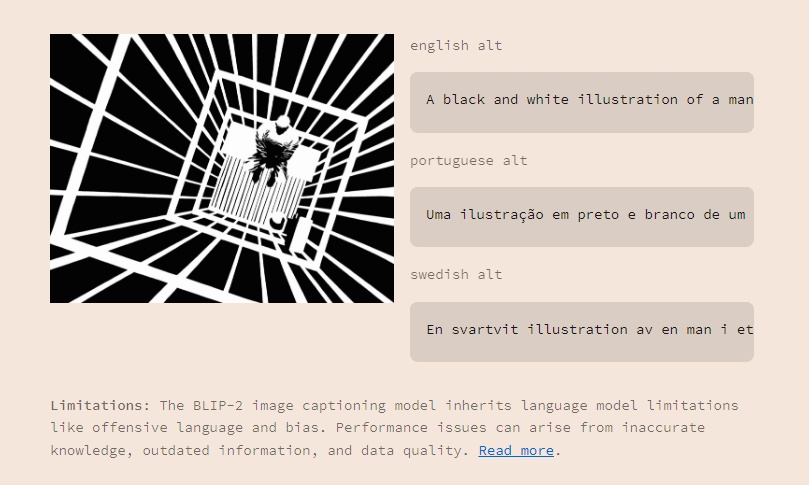 english alt
A black and white illustration of a man
portuguese alt
Uma ilustração em preto e branco de um
swedish alt
En svartvit illustration av en man i et
Limitations: The BLIP-2 image captioning model inherits language model limitations
like offensive language and bias. Performance issues can arise from inaccurate
knowledge, outdated information, and data quality. Read more.